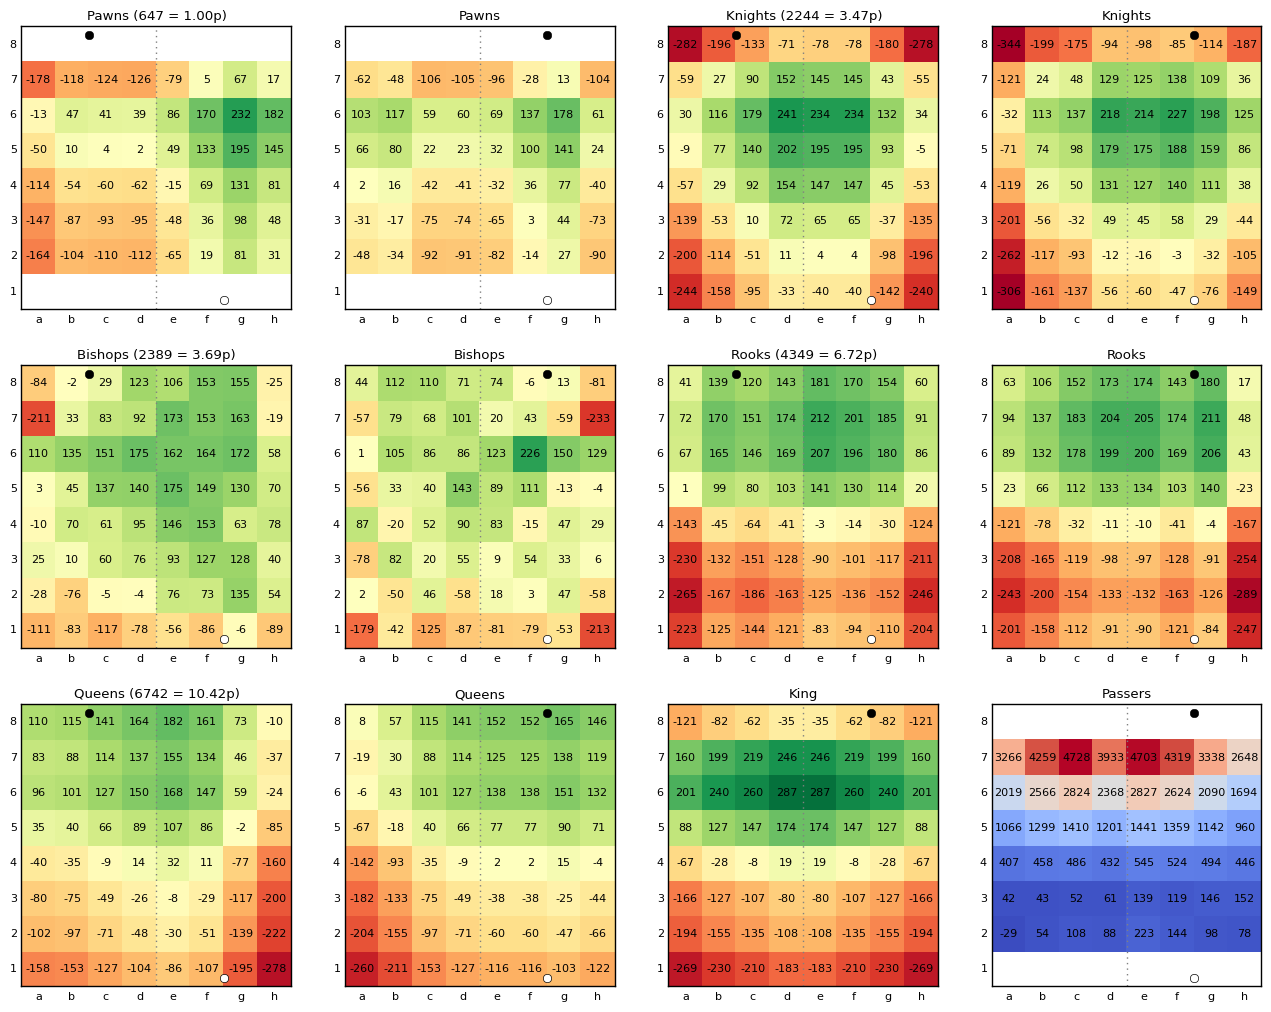 Pawns (647 = 1.00p) Pawns Knights (2244 = 3.47p) Knights
8 8 8 -282 -196 -133 -71 -78 -78 -180 -278 8 -344 -199 -175 -94 -98 -85 -114 -187
7 -178 -118 -124 -126 -79 5 67 17 7 -62 -48 -106 -105 -96 -28 13 -104 7 -59 27 90 152 145 145 43 -55 7 -121 24 48 129 125 138 109 36
6 -13 47 41 39 86 170 232 182 6 103 117 59 60 69 137 178 61 6 30 116 179 241 234 234 132 34 6 -32 113 137 218 214 227 198 125
5 -50 10 4 2 49 133 195 145 5 66 80 22 23 32 100 141 24 5 -9 77 140 202 195 195 93 -5 5 -71 74 98 179 175 188 159 86
4 -114 -54 -60 -62 -15 69 131 81 4 2 16 -42 -41 -32 36 77 -40 4 -57 29 92 154 147 147 45 -53 4 -119 26 50 131 127 140 111 38
3 -147 -87 -93 -95 -48 36 98 48 3 -31 -17 -75 -74 -65 3 44 -73 3 -139 -53 10 72 65 65 -37 -135 3 -201 -56 -32 49 45 58 29 -44
2 -164 -104 -110 -112 -65 19 81 31 2 -48 -34 -92 -91 -82 -14 27 -90 2 -200 -114 -51 11 4 4 -98 -196 2 -262 -117 -93 -12 -16 -3 -32 -105
1 1 1 -244 -158 -95 -33 -40 -40 -142 -240 1 -306 -161 -137 -56 -60 -47 -76 -149
a b c d e f g h a b c d e f g h a b c d e f g h a b c d e f g h
Bishops (2389 = 3.69p) Bishops Rooks (4349 = 6.72p) Rooks
8 -84 -2 29 123 106 153 155 -25 8 44 112 110 71 74 -6 13 -81 8 41 139 120 143 181 170 154 60 8 63 106 152 173 174 143 180 17
7 -211 33 83 92 173 153 163 -19 7 -57 79 68 101 20 43 -59 -233 7 72 170 151 174 212 201 185 91 7 94 137 183 204 205 174 211 48
6 110 135 151 175 162 164 172 58 6 1 105 86 86 123 226 150 129 6 67 165 146 169 207 196 180 86 6 89 132 178 199 200 169 206 43
5 3 45 137 140 175 149 130 70 5 -56 33 40 143 89 111 -13 -4 5 1 99 80 103 141 130 114 20 5 23 66 112 133 134 103 140 -23
4 -10 70 61 95 146 153 63 78 4 87 -20 52 90 83 -15 47 29 4 -143 -45 -64 -41 -3 -14 -30 -124 4 -121 -78 -32 -11 -10 -41 -4 -167
3 25 10 60 76 93 127 128 40 3 -78 82 20 55 9 54 33 6 3 -230 -132 -151 -128 -90 -101 -117 -211 3 -208 -165 -119 -98 -97 -128 -91 -254
2 -28 -76 -5 -4 76 73 135 54 2 2 -50 46 -58 18 3 47 -58 2 -265 -167 -186 -163 -125 -136 -152 -246 2 -243 -200 -154 -133 -132 -163 -126 -289
1 -111 -83 -117 -78 -56 -86 -6 -89 1 -179 -42 -125 -87 -81 -79 -53 -213 1 -223 -125 -144 -121 -83 -94 -110 -204 1 -201 -158 -112 -91 -90 -121 -84 -247
a b c d e f g h a b c d e f g h a b c d e f g h a b c d e f g h
Queens (6742 = 10.42p) Queens King Passers
8 110 115 141 164 182 161 73 -10 8 8 57 115 141 152 152 165 146 8 -121 -82 -62 -35 -35 -62 -82 -121 8
7 83 88 114 137 155 134 46 -37 7 -19 30 88 114 125 125 138 119 7 160 199 219 246 246 219 199 160 7 3266 4259 4728 3933 4703 4319 3338 2648
6 96 101 127 150 168 147 59 -24 6 -6 43 101 127 138 138 151 132 6 201 240 260 287 287 260 240 201 6 2019 2566 2824 2368 2827 2624 2090 1694
5 35 40 66 89 107 86 -2 -85 5 -67 -18 40 66 77 77 90 71 5 88 127 147 174 174 147 127 88 5 1066 1299 1410 1201 1441 1359 1142 960
4 -40 -35 -9 14 32 11 -77 -160 4 -142 -93 -35 -9 2 2 15 -4 4 -67 -28 -8 19 19 -8 -28 -67 4 407 458 486 432 545 524 494 446
3 -80 -75 -49 -26 -8 -29 -117 -200 3 -182 -133 -75 -49 -38 -38 -25 -44 3 -166 -127 -107 -80 -80 -107 -127 -166 3 42 43 52 61 139 119 146 152
2 -102 -97 -71 -48 -30 -51 -139 -222 2 -204 -155 -97 -71 -60 -60 -47 -66 2 -194 -155 -135 -108 -108 -135 -155 -194 2 -29 54 108 88 223 144 98 78
1 -158 -153 -127 -104 -86 -107 -195 -278 1 -260 -211 -153 -127 -116 -116 -103 -122 1 -269 -230 -210 -183 -183 -210 -230 -269 1
a b c d e f g h a b c d e f g h a b c d e f g h a b c d e f g h